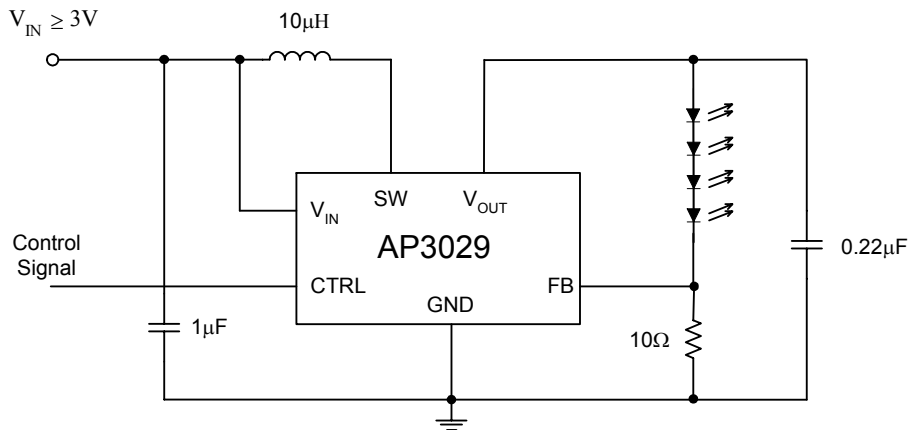 V_IN ≥ 3V
10μH
V_IN
SW
V_OUT
AP3029
CTRL
FB
GND
Control
Signal
1μF
10Ω
0.22μF